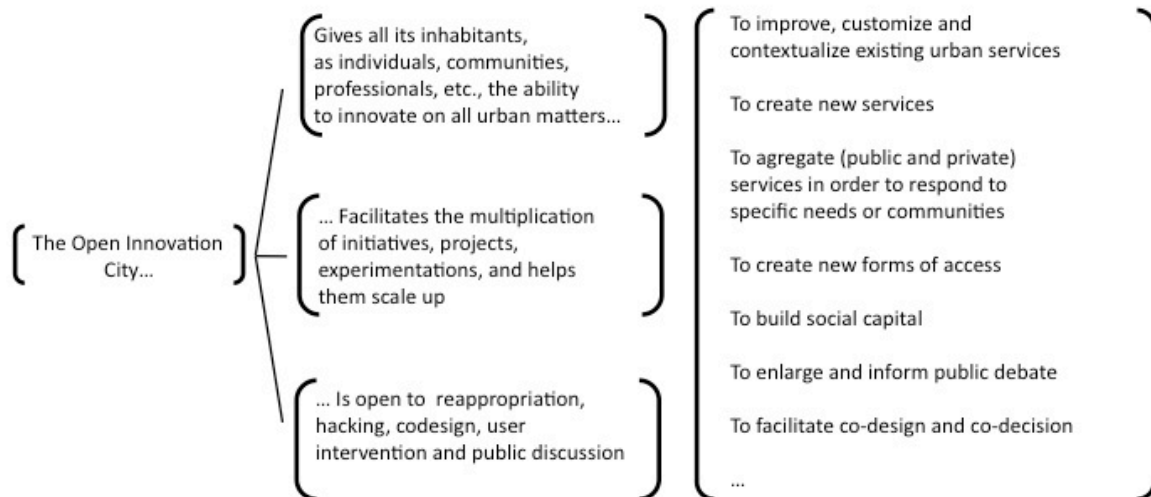 The Open Innovation
City...
Gives all its inhabitants,
as individuals, communities,
professionals, etc., the ability
to innovate on all urban matters...
... Facilitates the multiplication
of initiatives, projects,
experimentations, and helps
them scale up
... Is open to  reappropriation,
hacking, codesign, user
intervention and public discussion
To improve, customize and
contextualize existing urban services
To create new services
To agregate (public and private)
services in order to respond to
specific needs or communities
To create new forms of access
To build social capital
To enlarge and inform public debate
To facilitate co-design and co-decision
...